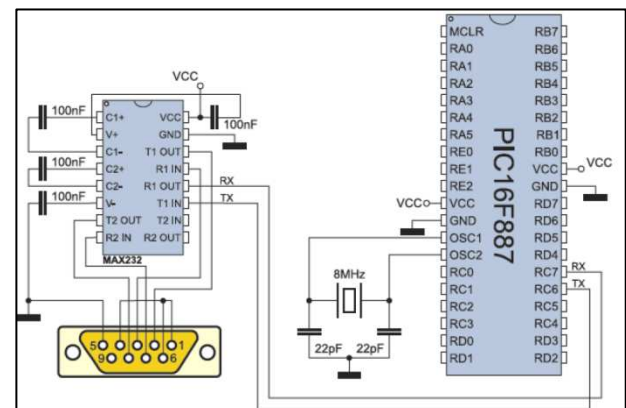 VCC
100nF
C1+
V+
C1-
100nF
C2+
C2-
100nF
V-
T2 OUT
R2 IN
VCC
100nF
GND
T1 OUT
R1 IN
R1 OUT
T1 IN
T2 IN
R2 OUT
MAX232
RX
TX
5
1
9
6
MCLR
RA0
RA1
RA2
RA3
RA4
RA5
RE0
RE1
RE2
VCC
VCC
GND
OSC1
OSC2
RC0
RC1
RC2
RC3
RD0
RD1
PIC16F887
RB7
RB6
RB5
RB4
RB3
RB2
RB1
RB0
VCC
VCC
GND
RD7
RD6
RD5
RD4
RC7
RX
RC6
TX
RC5
RC4
RD3
RD2
8MHz
22pF
22pF